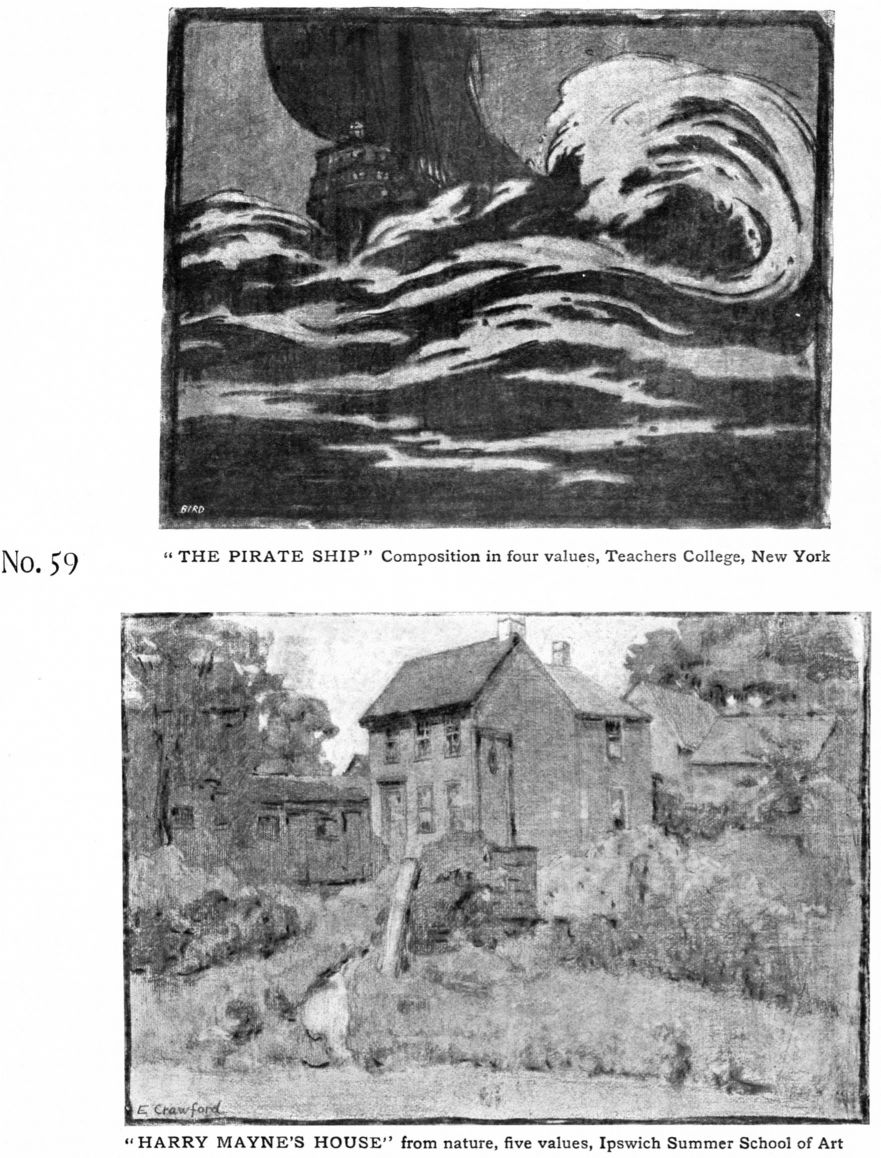 BIRD
No. 59
“THE PIRATE SHIP” Composition in four values, Teachers College, New York
E Crawford
“HARRY MAYNE'S HOUSE” from nature, five values, Ipswich Summer School of Art